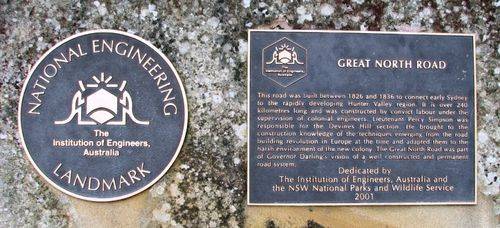 NATIONAL ENGINEERING
The
Institution of Engineers,
Australia
LANDMARK
The
Institution of Engineers,
Australia
GREAT NORTH ROAD
This road was built between 1826 and 1836 to connect early Sydney
to the rapidly developing Hunter Valley region. It is over 240
kilometres long and was constructed by convict labour under the
supervision of colonial engineers. Lieutenant Percy Simpson was
responsible for the Devines Hill section. He brought to the
construction knowledge of the techniques emerging from the road
building revolution in Europe at the time and adapted them to the
harsh environment of the new colony. The Great North Road was part
of Governor Darling's vision of a well constructed and permanent
road system.
Dedicated by
The Institution of Engineers, Australia and
the NSW National Parks and Wildlife Service
2001